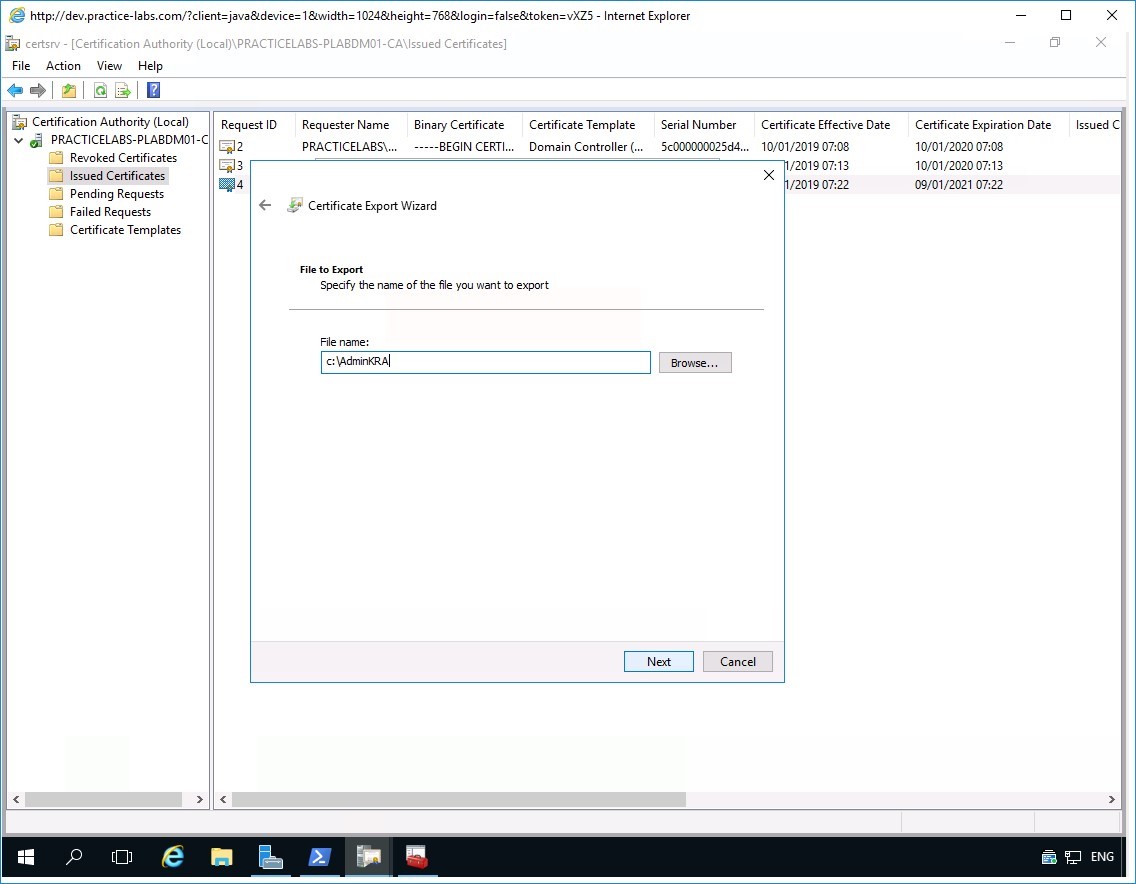 http://dev.practice-labs.com/?client=java&device=1&width=1024&height=768&login=false&token=vXZ5 - Internet Explorer
certsrv - [Certification Authority (Local)\PRACTICELABS-PLABDM01-CA\Issued Certificates]
File Action View Help
Certification Authority (Local)
PRACTICELABS-PLABDM01-C
Revoked Certificates
Issued Certificates
Pending Requests
Failed Requests
Certificate Templates
Request ID Requester Name Binary Certificate Certificate Template Serial Number Certificate Effective Date Certificate Expiration Date Issued C
2 PRACTICELABS\... -----BEGIN CERTI... Domain Controller (... 5c000000025d4... 10/01/2019 07:08 10/01/2020 07:08
3 1/2019 07:13 10/01/2020 07:13
4 1/2019 07:22 09/01/2021 07:22
Certificate Export Wizard
File to Export
Specify the name of the file you want to export
File name:
c:\AdminKRA
Browse...
Next Cancel
ENG